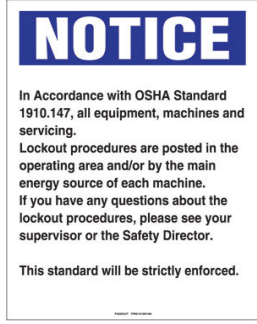 NOTICE
In Accordance with OSHA Standard
1910.147, all equipment, machines and
servicing.
Lockout procedures are posted in the
operating area and/or by the main
energy source of each machine.
If you have any questions about the
lockout procedures, please see your
supervisor or the Safety Director.
This standard will be strictly enforced.